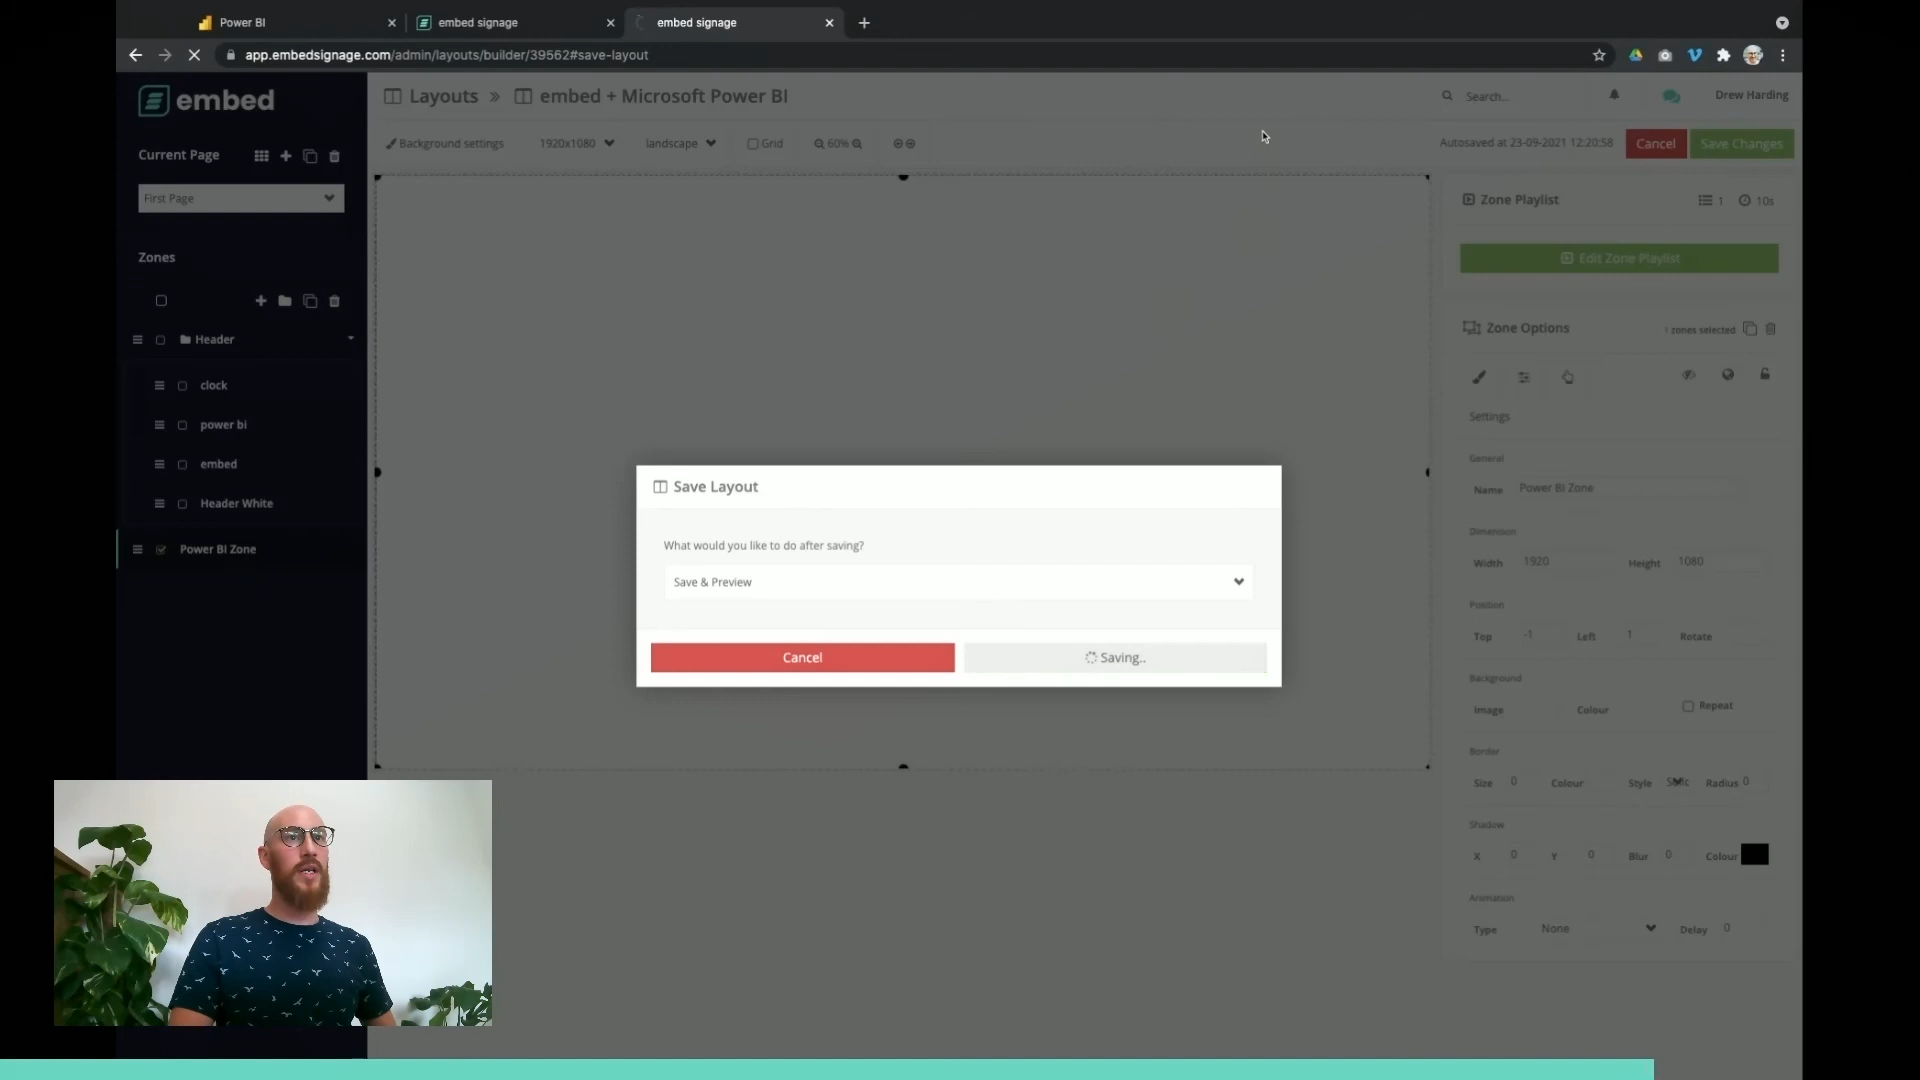 Power BI
embed signage
embed signage
app.embedsignage.com/admin/layouts/builder/39562#save-layout
embed
Layouts » embed + Microsoft Power BI
Search...
Drew Harding
Current Page
Background settings
1920x1080
landscape
Grid
60%
Autosaved at 23-09-2021 12:20:58
Cancel
Save Changes
First Page
Zone Playlist
1
10s
Zones
Edit Zone Playlist
Header
Zone Options
1 zones selected
clock
power bi
Settings
embed
General
Name Power BI Zone
Header White
Save Layout
Dimension
Power BI Zone
What would you like to do after saving?
Width 1920 Height 1080
Save & Preview
Position
Top -1 Left 1 Rotate
Cancel
Saving..
Background
Image Colour Repeat
Border
Size 0 Colour Style Radius 0
Shadow
X 0 Y 0 Blur 0 Colour
Animation
Type None Delay 0